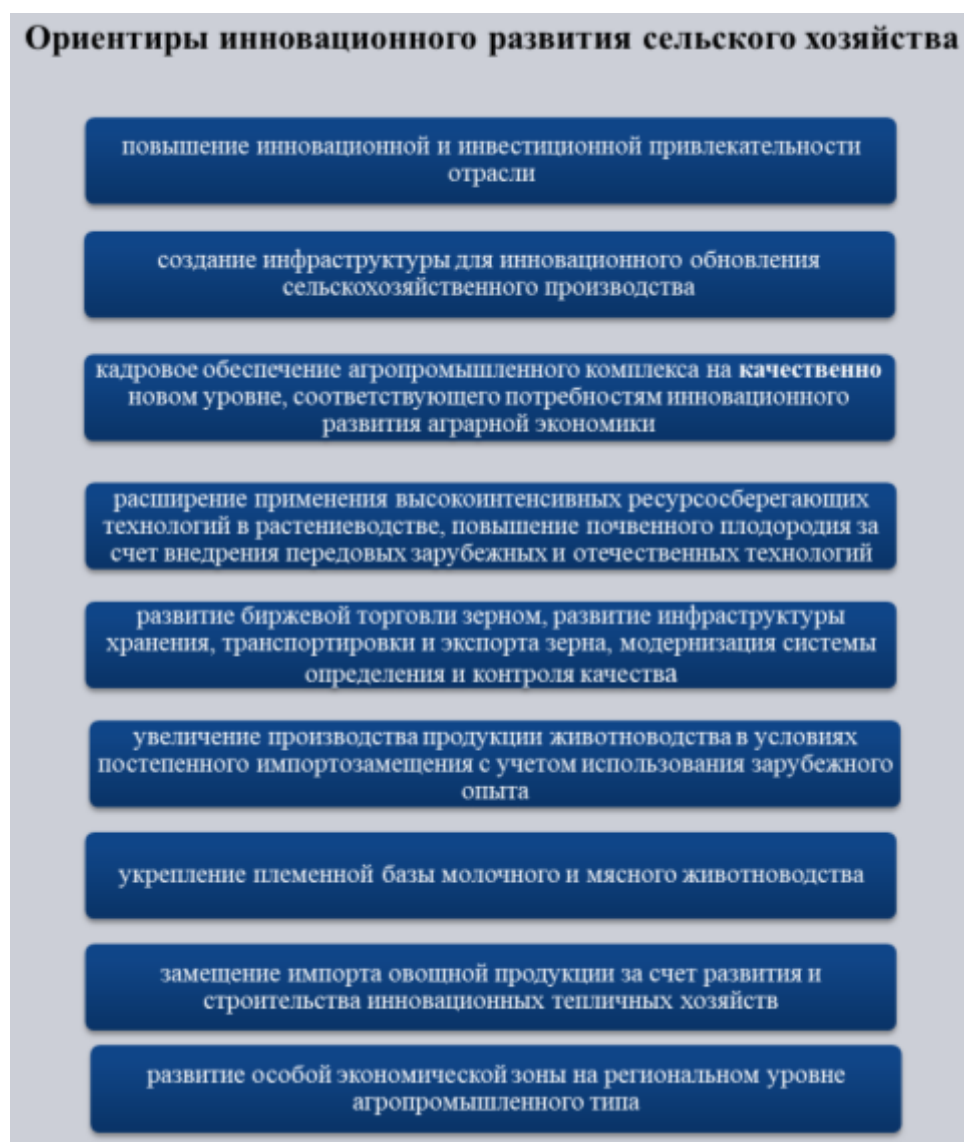 Ориентиры инновационного развития сельского хозяйства
повышение инновационной и инвестиционной привлекательности
отрасли
создание инфраструктуры для инновационного обновления
сельскохозяйственного производства
кадровое обеспечение агропромышленного комплекса на качественно
новом уровне, соответствующего потребностям инновационного
развития аграрной экономики
расширение применения высокоинтенсивных ресурсосберегающих
технологий в растениеводстве, повышение почвенного плодородия за
счет внедрения передовых зарубежных и отечественных технологий
развитие биржевой торговли зерном, развитие инфраструктуры
хранения, транспортировки и экспорта зерна, модернизация системы
определения и контроля качества
увеличение производства продукции животноводства в условиях
постепенного импортозамещения с учетом использования зарубежного
опыта
укрепление племенной базы молочного и мясного животноводства
замещение импорта овощной продукции за счет развития и
строительства инновационных тепличных хозяйств
развитие особой экономической зоны на региональном уровне
агропромышленного типа